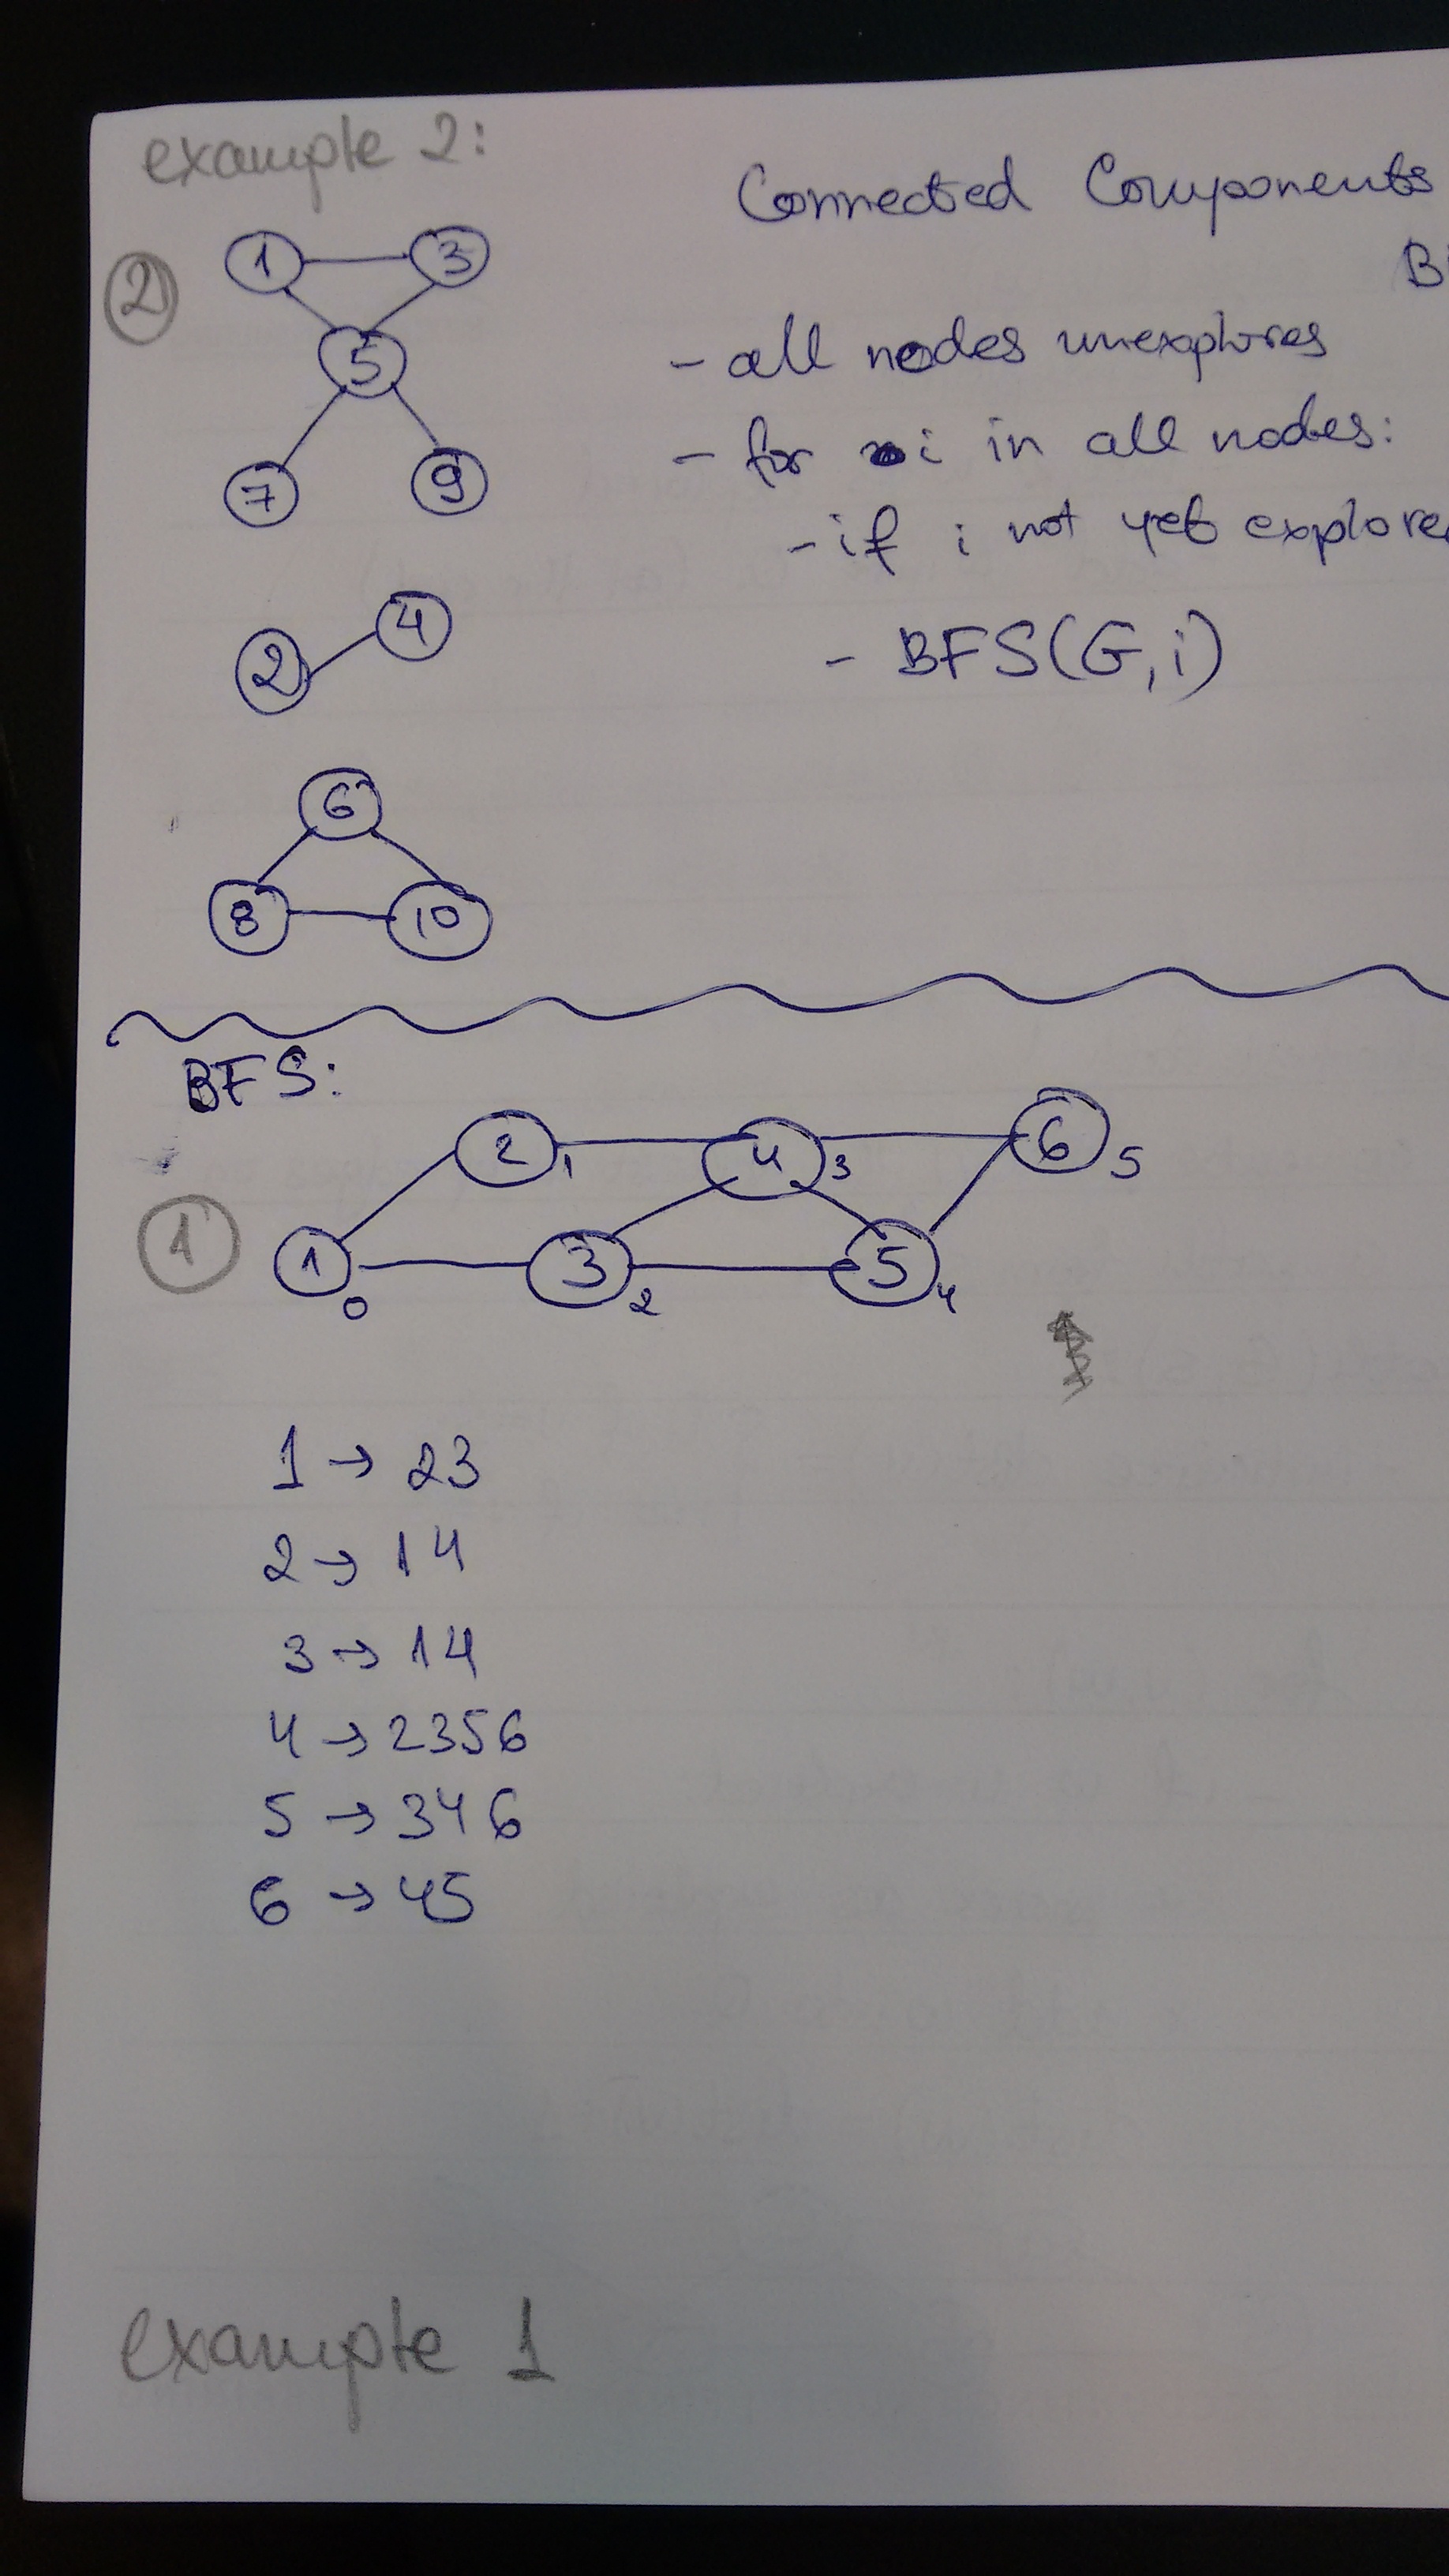 example 2:
Connected Components
2
1 3
5
7 9
- all nodes unexplores
- for i in all nodes:
- if i not yet explore
- BFS(G,i)
2 4
6
8 10
BFS:
2 1 4 3 6 5
1
1 0 3 2 5 4
1 → 23
2 → 14
3 → 14
4 → 2356
5 → 346
6 → 45
example 1